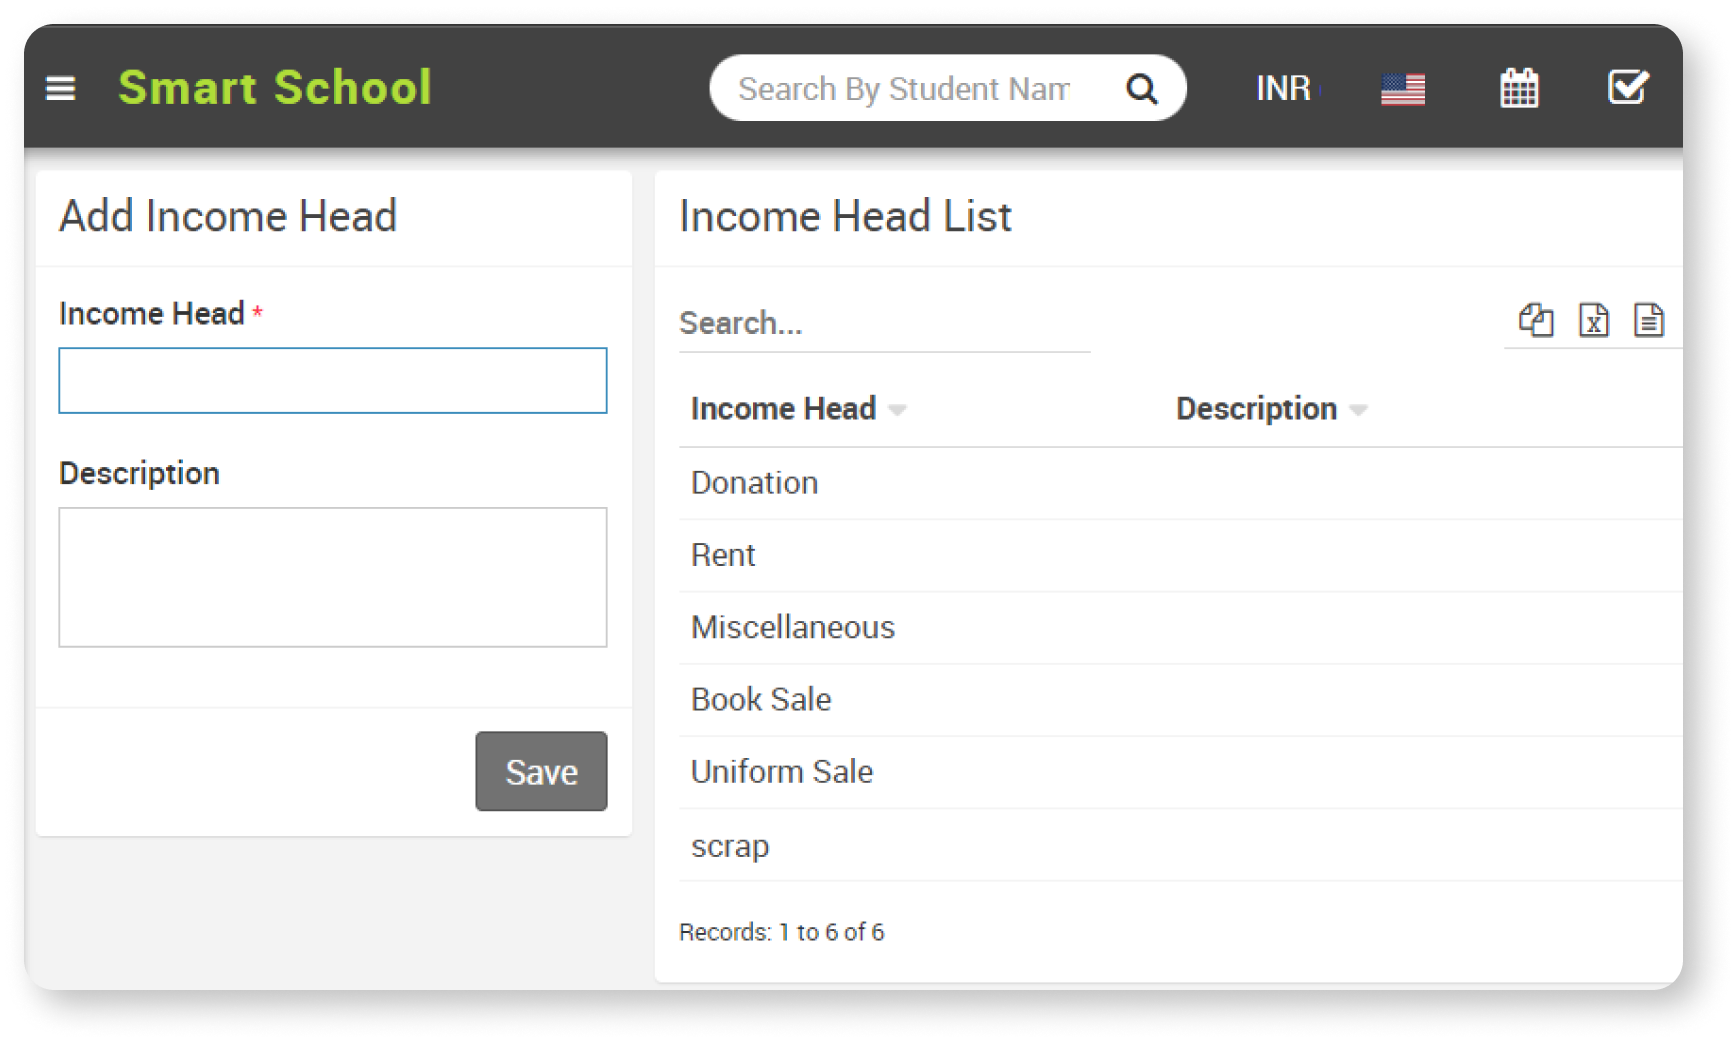 Smart School
Search By Student Nam
INR
Add Income Head
Income Head *
Description
Save
Income Head List
Search...
Income Head Description
Donation
Rent
Miscellaneous
Book Sale
Uniform Sale
scrap
Records: 1 to 6 of 6